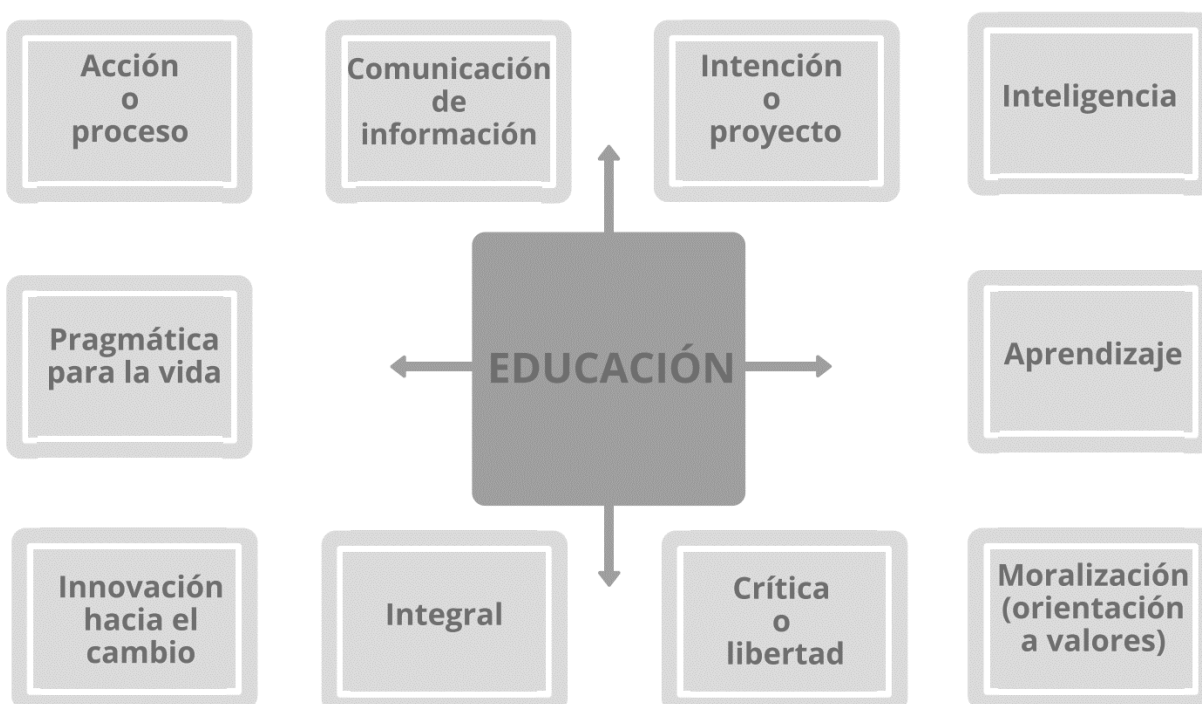 Acción
o
proceso
Comunicación
de
información
Intención
o
proyecto
Inteligencia
Pragmática
para la vida
EDUCACIÓN
Aprendizaje
Innovación
hacia el
cambio
Integral
Crítica
o
libertad
Moralización
(orientación
a valores)